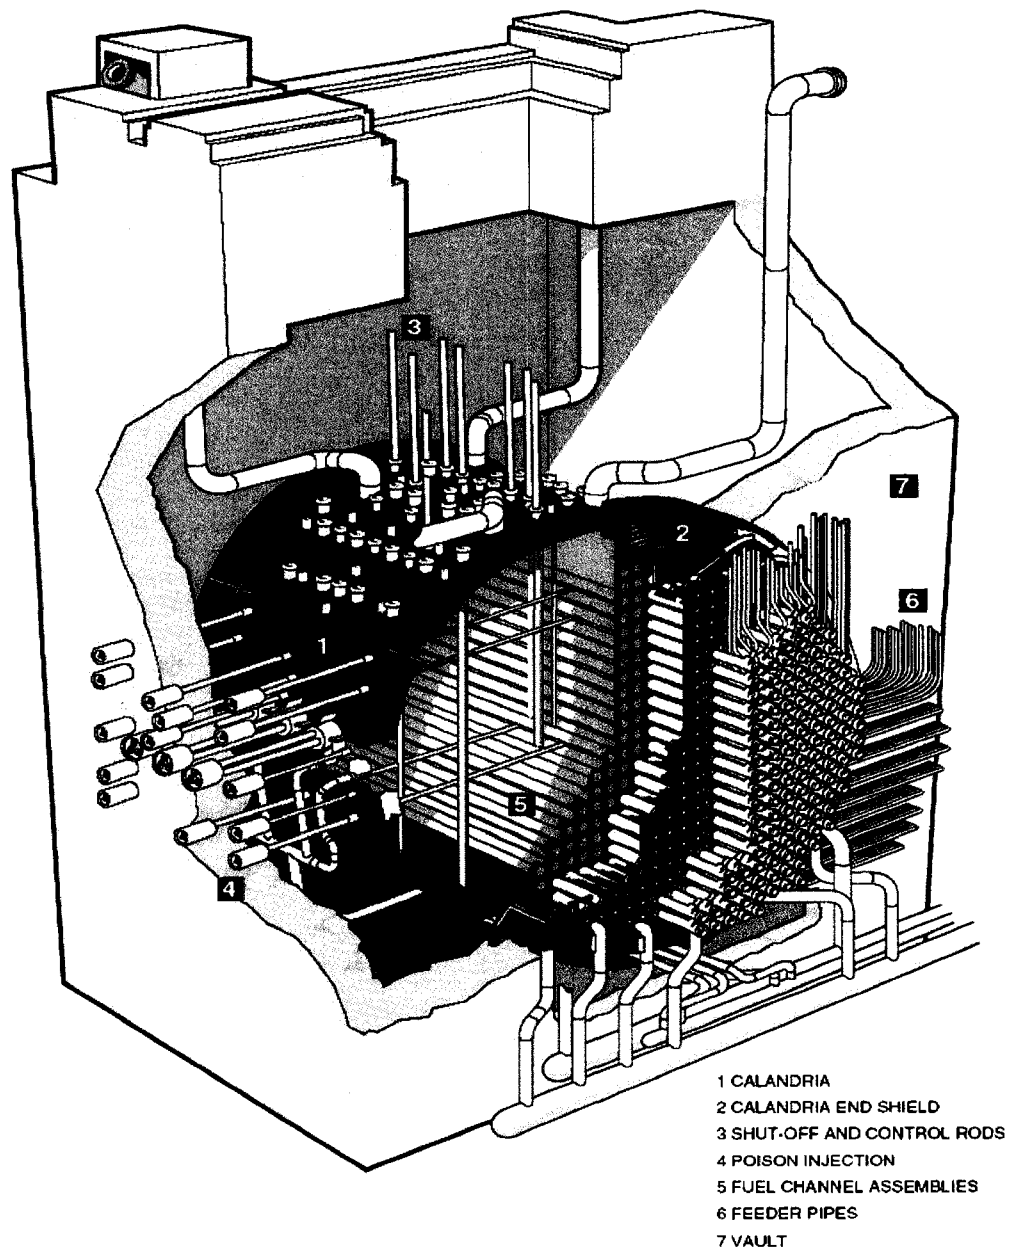 3
7
2
6
1
5
4
1 CALANDRIA
2 CALANDRIA END SHIELD
3 SHUT-OFF AND CONTROL RODS
4 POISON INJECTION
5 FUEL CHANNEL ASSEMBLIES
6 FEEDER PIPES
7 VAULT